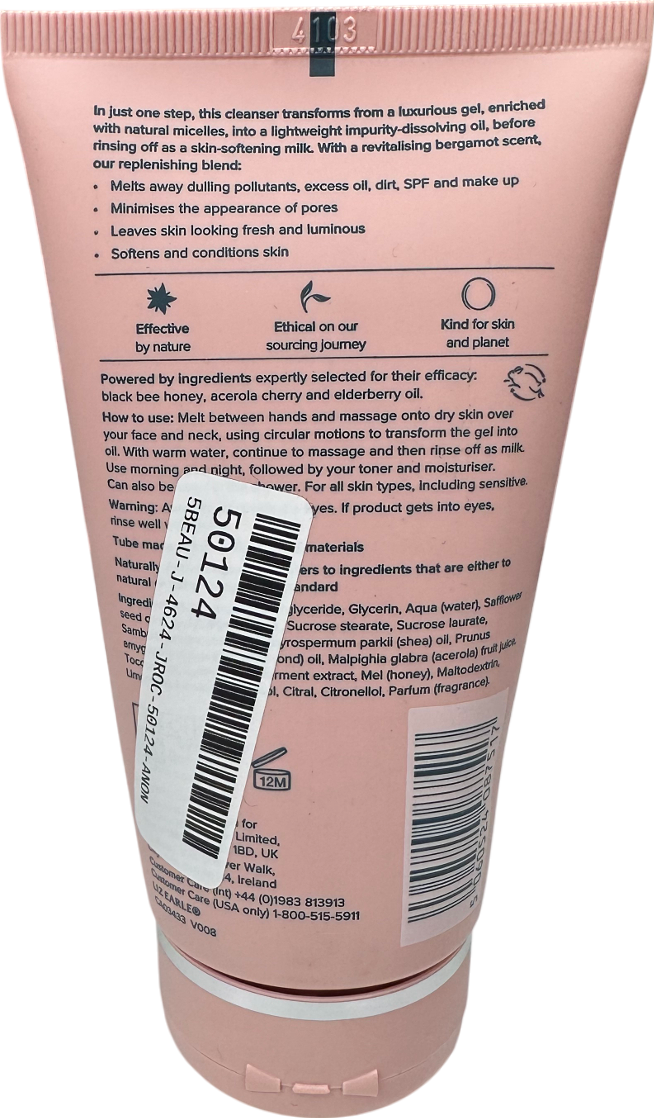 4103
In just one step, this cleanser transforms from a luxurious gel, enriched
with natural micelles, into a lightweight impurity-dissolving oil, before
rinsing off as a skin-softening milk. With a revitalising bergamot scent,
our replenishing blend:
• Melts away dulling pollutants, excess oil, dirt, SPF and make up
• Minimises the appearance of pores
• Leaves skin looking fresh and luminous
• Softens and conditions skin
Effective
by nature
Ethical on our
sourcing journey
Kind for skin
and planet
Powered by ingredients expertly selected for their efficacy:
black bee honey, acerola cherry and elderberry oil.
How to use: Melt between hands and massage onto dry skin over
your face and neck, using circular motions to transform the gel into
oil. With warm water, continue to massage and then rinse off as milk.
Use morning and night, followed by your toner and moisturiser.
Can also be shower. For all skin types, including sensitive.
Warning: eyes. If product gets into eyes,
rinse well
Tube materials
to ingredients that are either to
natural
glyceride, Glycerin, Aqua (water), Safflower
seed Sucrose stearate, Sucrose laurate,
parkii (shea) oil, Prunus
oil, Malpighia glabra (acerola) fruit juice,
extract, Mel (honey), Maltodextrin,
Citral, Citronellol, Parfum (fragrance).
50124
5BEAU-J-4624-JROC-50124-ANON
12M
for
Limited,
1BD, UK
Walk,
Ireland
Customer Care (Int) +44 (0)1983 813913
Customer Care (USA only) 1-800-515-5911
LIZ EARLE®
CA03433 V008
5 060542 087517